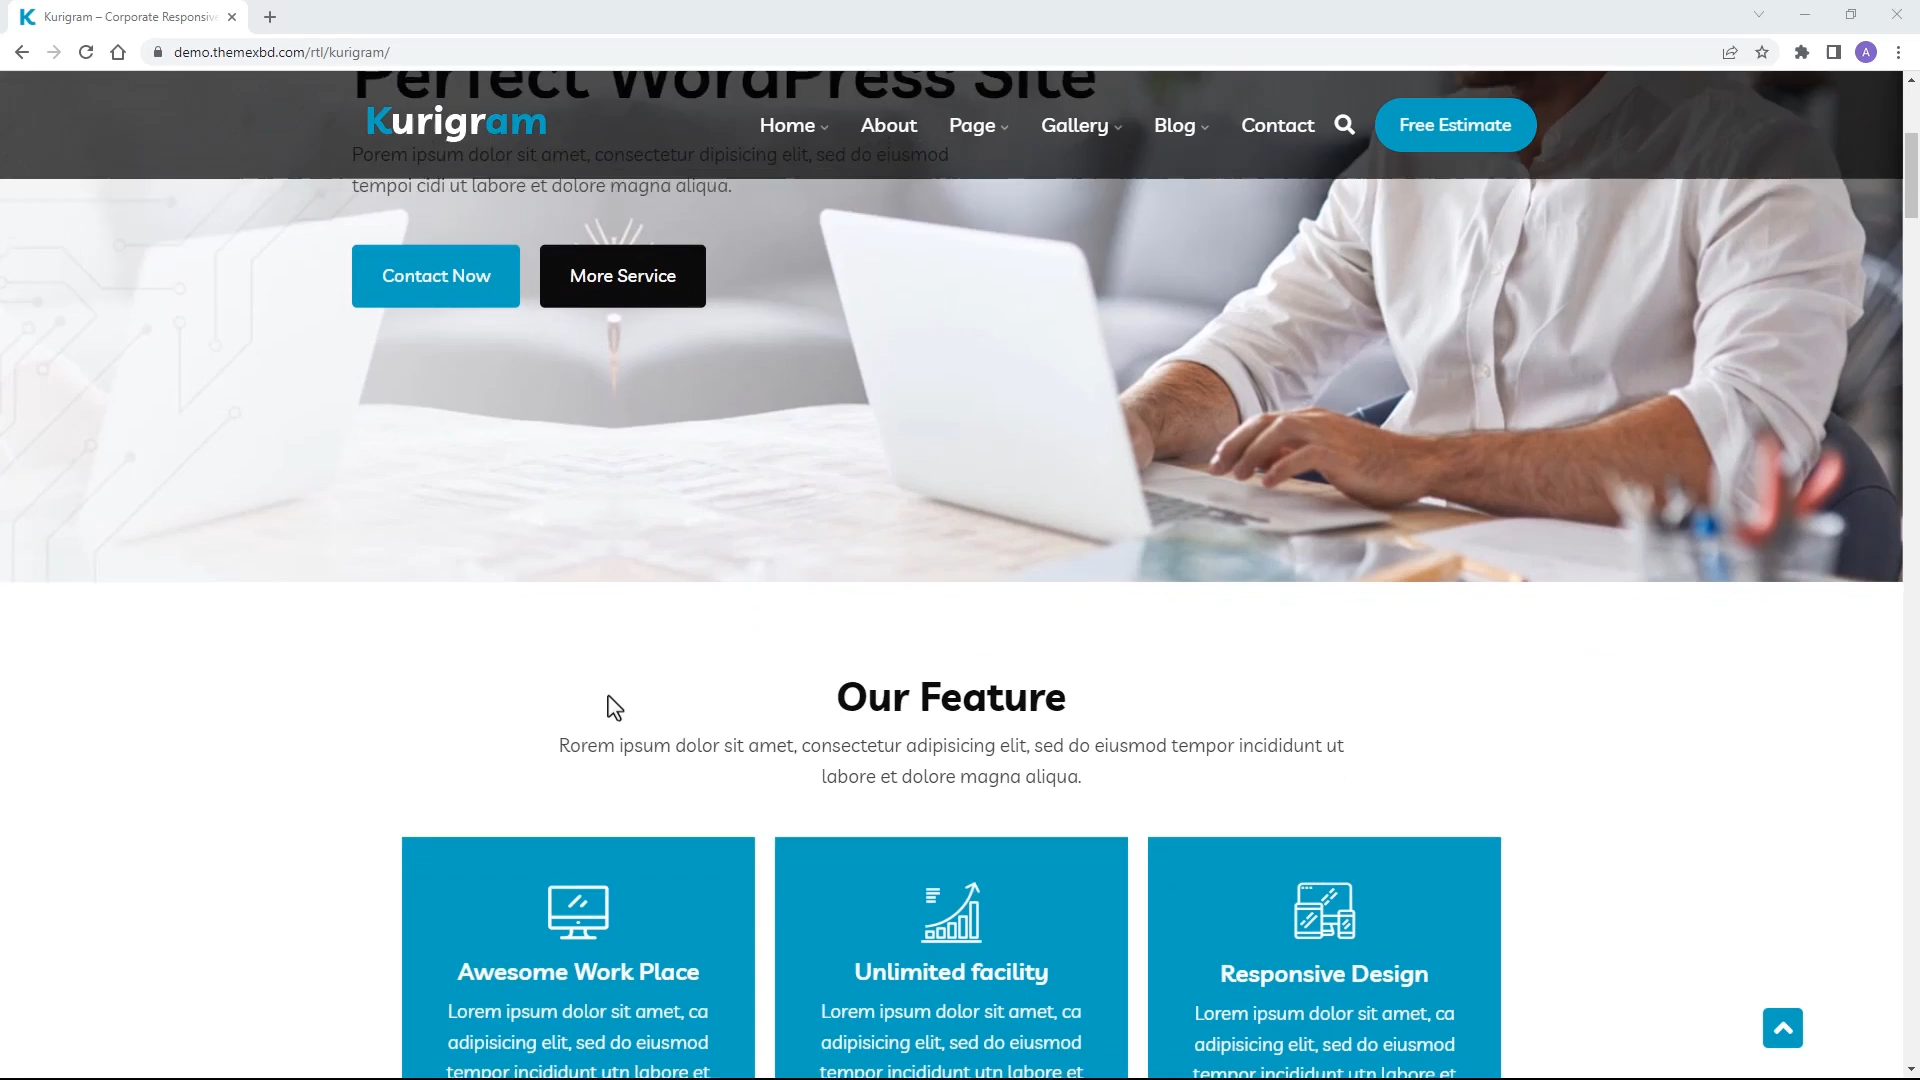 Kurigram – Corporate Responsive
demo.themexbd.com/rtl/kurigram/
A
Perfect WordPress Site
Kurigram
Home
About
Page
Gallery
Blog
Contact
Free Estimate
Porem ipsum dolor sit amet, consectetur dipisicing elit, sed do eiusmod
tempoi cidi ut labore et dolore magna aliqua.
Contact Now
More Service
Our Feature
Rorem ipsum dolor sit amet, consectetur adipisicing elit, sed do eiusmod tempor incididunt ut
labore et dolore magna aliqua.
Awesome Work Place
Lorem ipsum dolor sit amet, ca
adipisicing elit, sed do eiusmod
tempor incididunt utn labore et
Unlimited facility
Lorem ipsum dolor sit amet, ca
adipisicing elit, sed do eiusmod
tempor incididunt utn labore et
Responsive Design
Lorem ipsum dolor sit amet, ca
adipisicing elit, sed do eiusmod
tempor incididunt utn labore et